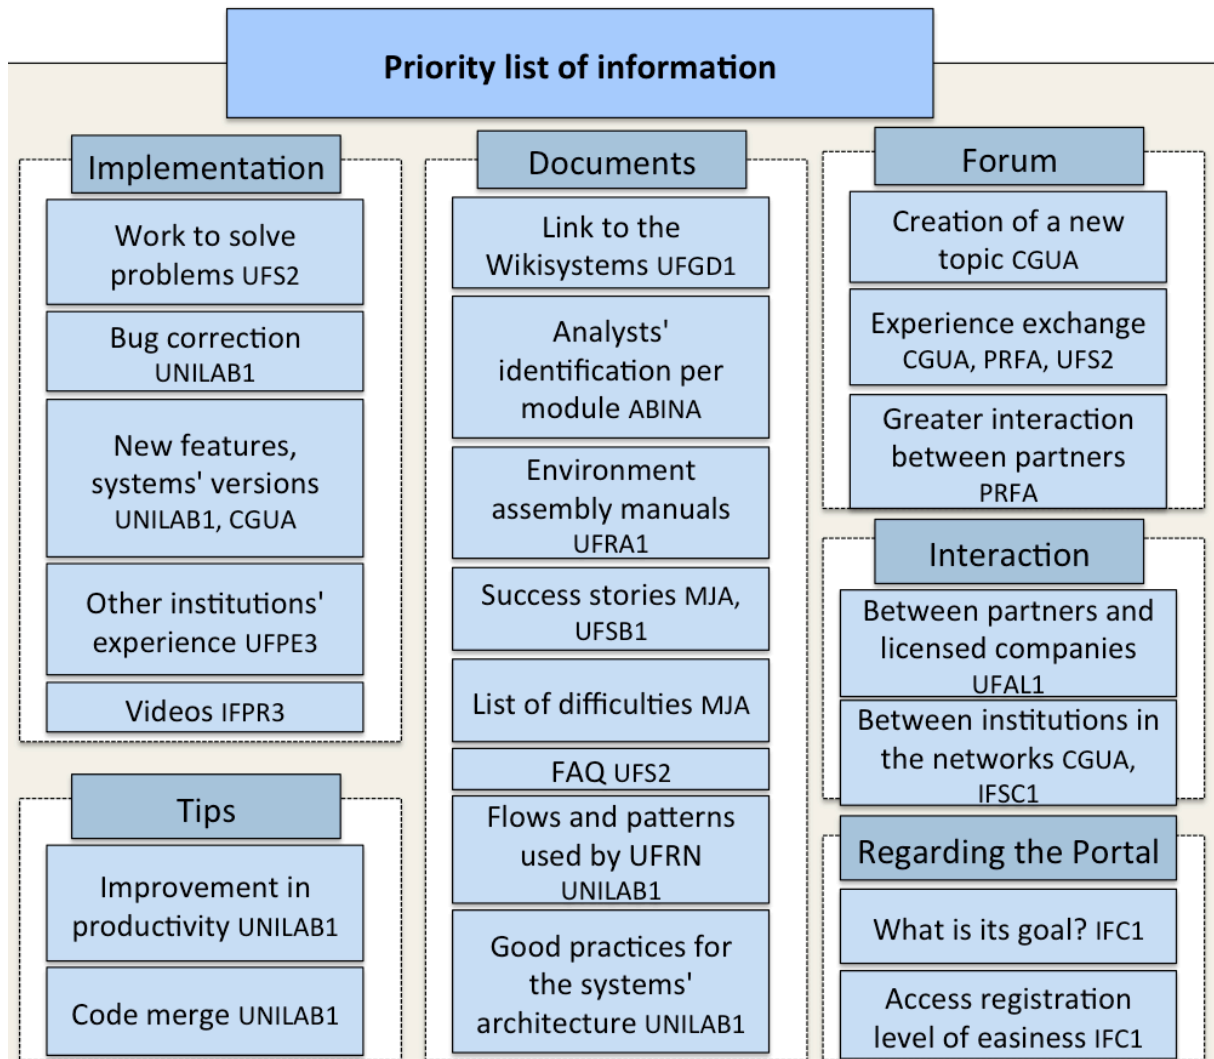 Priority list of information
Implementation
Work to solve
problems UFS2
Bug correction
UNILAB1
New features,
systems' versions
UNILAB1, CGUA
Other institutions'
experience UFPE3
Videos IFPR3
Tips
Improvement in
productivity UNILAB1
Code merge UNILAB1
Documents
Link to the
Wikisystems UFGD1
Analysts'
identification per
module ABINA
Environment
assembly manuals
UFRA1
Success stories MJA,
UFSB1
List of difficulties MJA
FAQ UFS2
Flows and patterns
used by UFRN
UNILAB1
Good practices for
the systems'
architecture UNILAB1
Forum
Creation of a new
topic CGUA
Experience exchange
CGUA, PRFA, UFS2
Greater interaction
between partners
PRFA
Interaction
Between partners and
licensed companies
UFAL1
Between institutions in
the networks CGUA,
IFSC1
Regarding the Portal
What is its goal? IFC1
Access registration
level of easiness IFC1